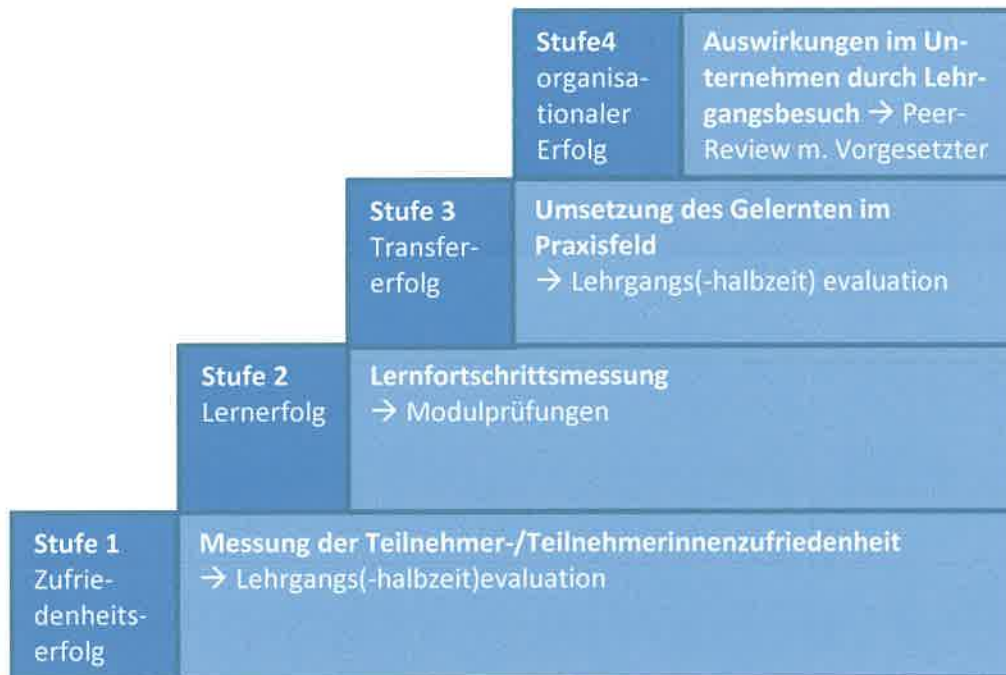 Stufe4
organisa-
tionaler
Erfolg
Auswirkungen im Un-
ternehmen durch Lehr-
gangsbesuch → Peer-
Review m. Vorgesetzter
Stufe 3
Transfer-
erfolg
Umsetzung des Gelernten im
Praxisfeld
→ Lehrgangs(-halbzeit) evaluation
Stufe 2
Lernerfolg
Lernfortschrittsmessung
→ Modulprüfungen
Stufe 1
Zufrie-
denheits-
erfolg
Messung der Teilnehmer-/Teilnehmerinnenzufriedenheit
→ Lehrgangs(-halbzeit)evaluation